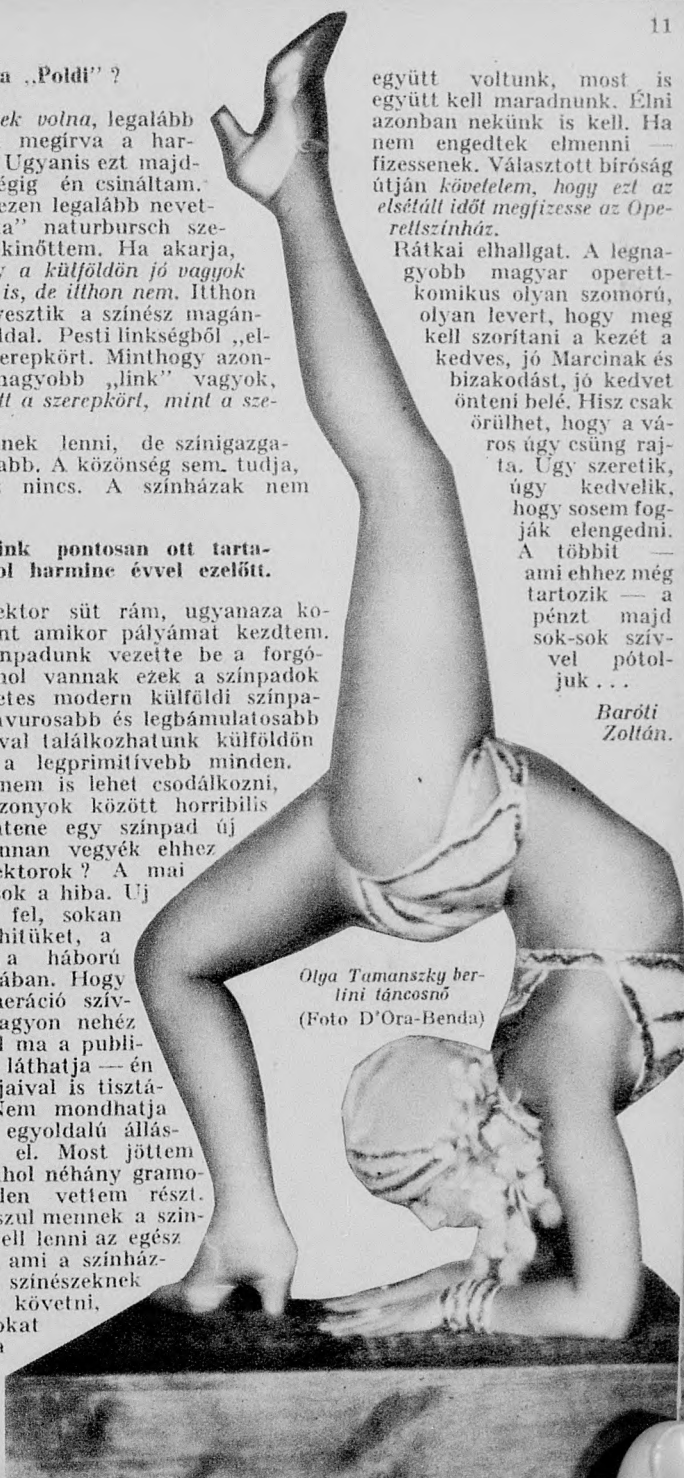 11
a „Poldi” ?
ek volna, legalább
megírva a har-
Ugyanis ezt majd-
égig én csináltam.
ezen legalább nevet-
a” naturbursch sze-
kinőttem. Ha akarja,
y a külföldön jó vagyok
is, de itthon nem. Itthon
vesztik a színész magán-
ldal. Pesti linkségből „el-
zerepkört. Minthogy azon-
nagyobb „link” vagyok,
tt a szerepkört, mint a sze-
nek lenni, de színigazga-
abb. A közönség sem. tudja,
nincs. A színházak nem
ink pontosan ott tarta-
ol harminc évvel ezelőtt.
ektor süt rám, ugyanaza ko-
nt amikor pályámat kezdtem.
npadunk vezette be a forgó-
hol vannak ezek a színpadok
etes modern külföldi színpa-
avurosabb és legbámulatosabb
val találkozhatunk külföldön
a legprimitívebb minden.
nem is lehet csodálkozni,
zonyok között horribilis
ntene egy színpad új
nnan vegyék ehhez
ektorok ? A mai
sok a hiba. Uj
fel, sokan
hitüket, a
a háború
ában. Hogy
neráció szív-
agyon nehéz
l ma a publi-
láthatja — én
jaival is tisztá-
Nem mondhatja
egyoldalú állás-
el. Most jöttem
ahol néhány gramo-
len vettem részt.
szul mennek a szin-
ell lenni az egész
ami a színház-
színészeknek
követni,
okat
a
együtt voltunk, most is
együtt kell maradnunk. Élni
azonban nekünk is kell. Ha
nem engedtek elmenni —
fizessenek. Választott bíróság
útján követelem, hogy ezt az
elsétált időt megfizesse az Ope-
rettszínház.
Rátkai elhallgat. A legna-
gyobb magyar operett-
komikus olyan szomorú,
olyan levert, hogy meg
kell szorítani a kezét a
kedves, jó Marcinak és
bizakodást, jó kedvet
önteni belé. Hisz csak
örülhet, hogy a vá-
ros úgy csüng raj-
ta. Ugy szeretik,
úgy kedvelik,
hogy sosem fog-
ják elengedni.
A többit —
ami ehhez még
tartozik — a
pénzt majd
sok-sok szív-
vel pótol-
juk . . .
Baróti
Zoltán.
Olga Tamanszky ber-
lini táncosnő
(Foto D'Ora-Benda)